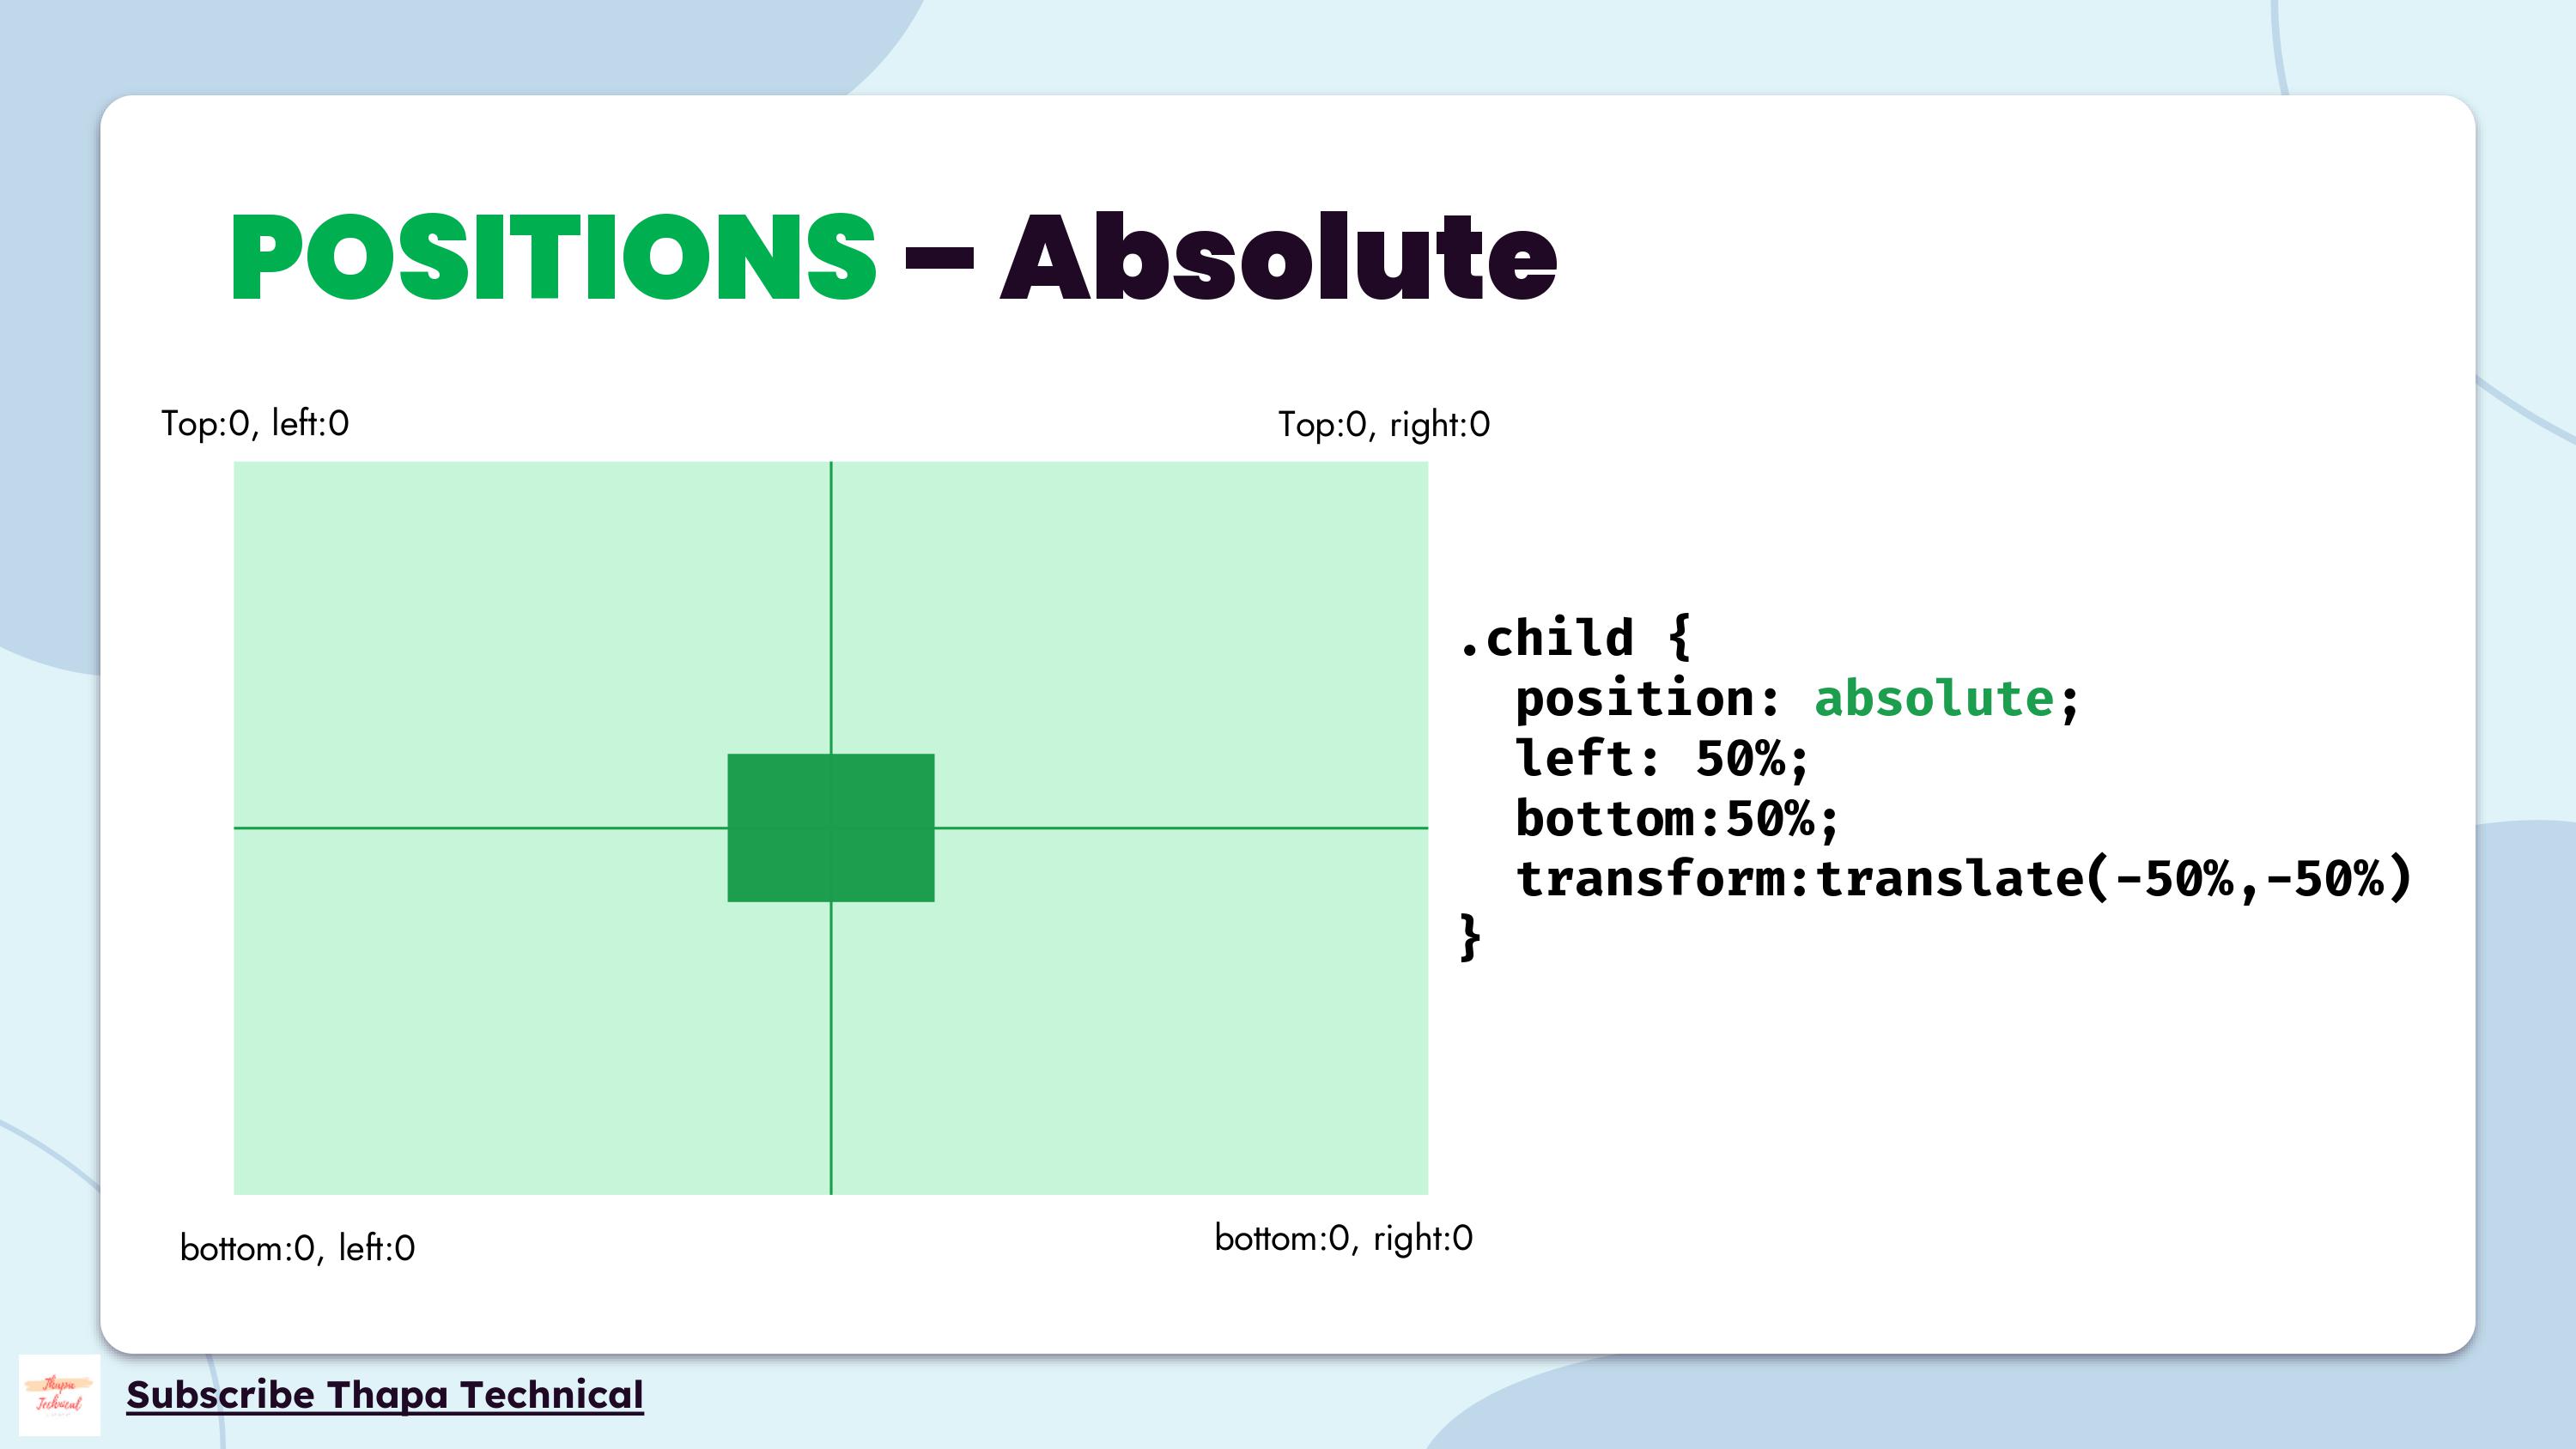 POSITIONS – Absolute
Top:0, left:0
Top:0, right:0
.child {
  position: absolute;
  left: 50%;
  bottom:50%;
  transform:translate(-50%,-50%)
}
bottom:0, left:0
bottom:0, right:0
Thapa
Technical
Subscribe Thapa Technical